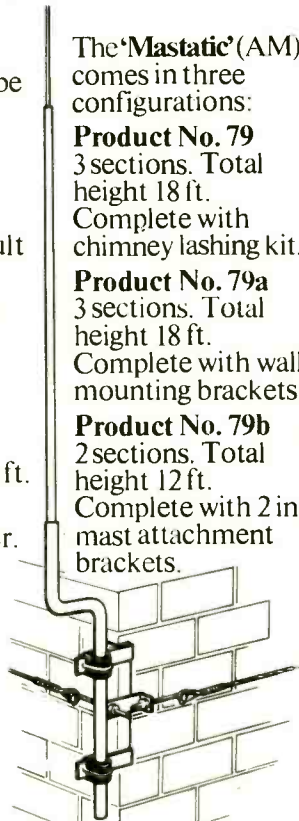 The ‘Mastatic’ (AM)
comes in three
configurations:
Product No. 79
3 sections. Total
height 18 ft.
Complete with
chimney lashing kit.
Product No. 79a
3 sections. Total
height 18 ft.
Complete with wall
mounting brackets
Product No. 79b
2 sections. Total
height 12 ft.
Complete with 2 in
mast attachment
brackets.
ft.